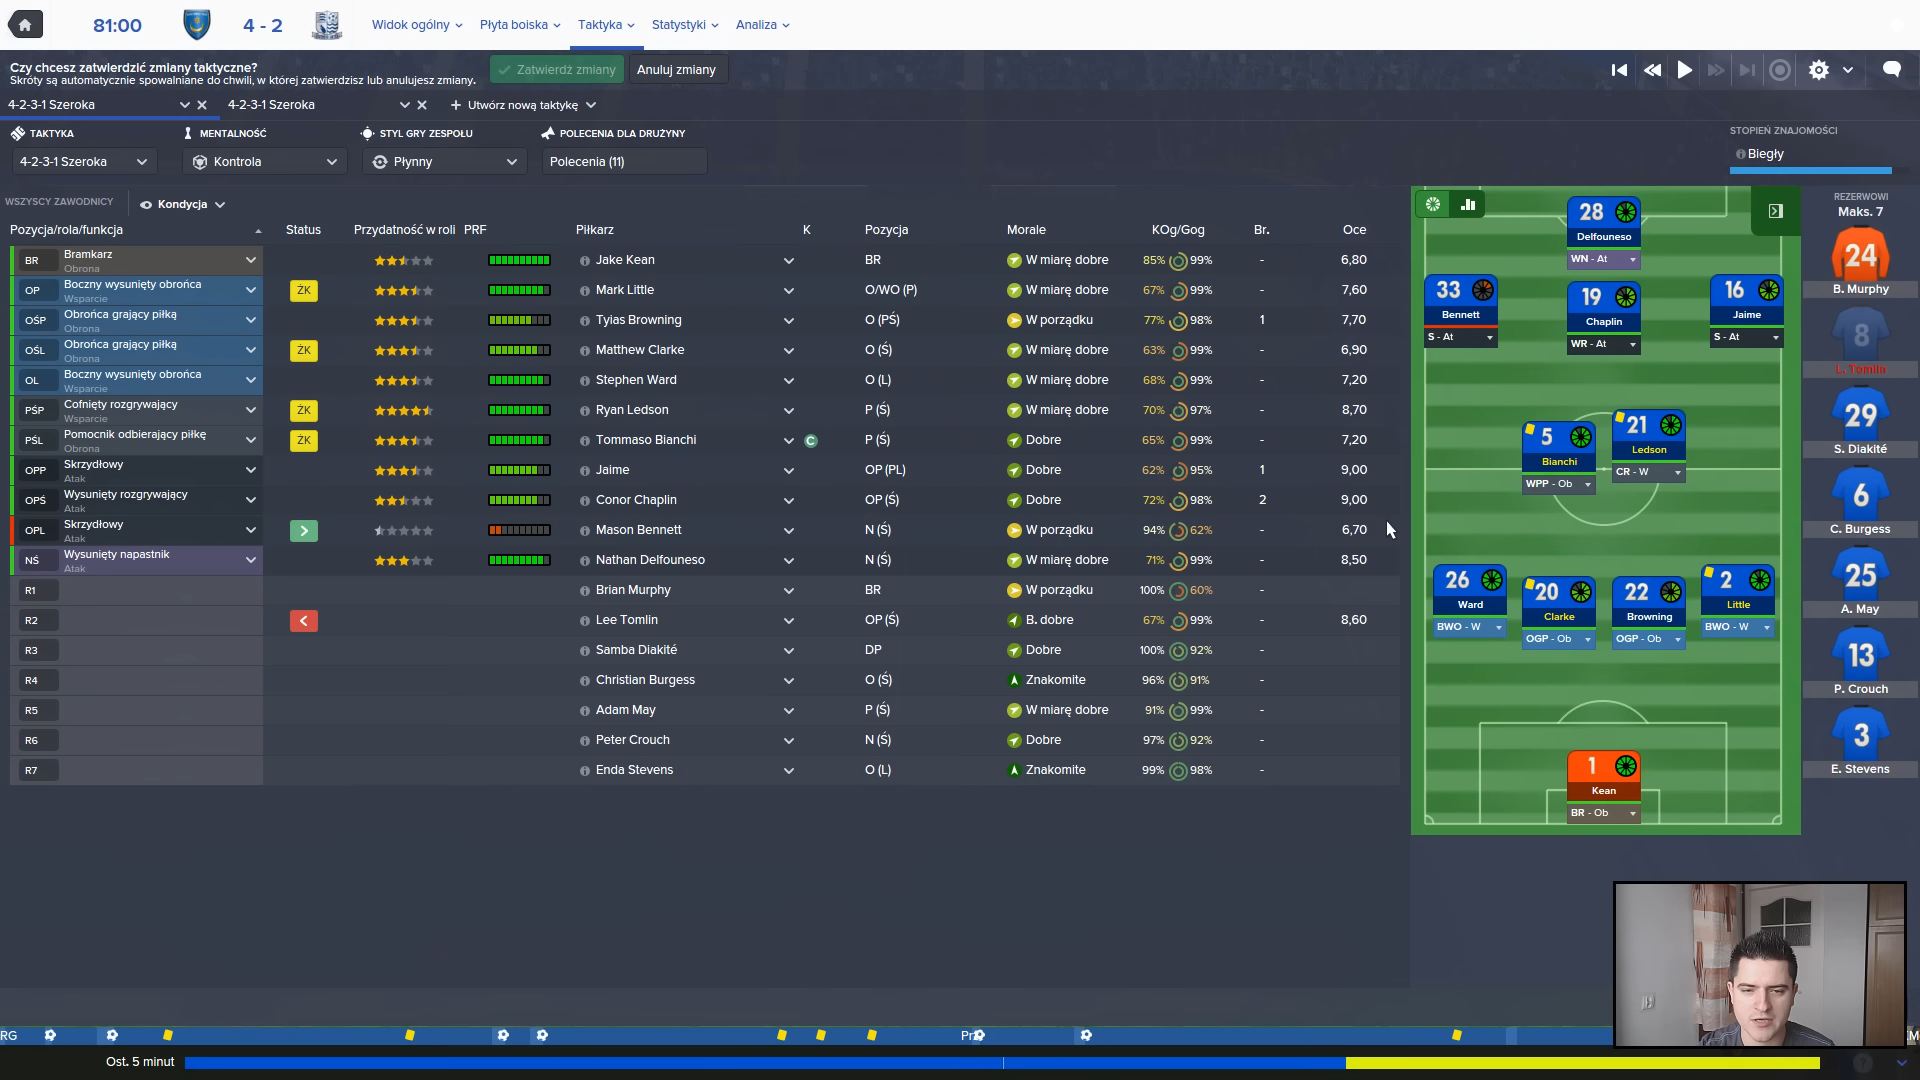 81:00
4 - 2
Widok ogólny
Płyta boiska
Taktyka
Statystyki
Analiza
Czy chcesz zatwierdzić zmiany taktyczne?
Skróty są automatycznie spowalniane do chwili, w której zatwierdzisz lub anulujesz zmiany.
Zatwierdź zmiany
Anuluj zmiany
4-2-3-1 Szeroka
4-2-3-1 Szeroka
Utwórz nową taktykę
TAKTYKA
MENTALNOŚĆ
STYL GRY ZESPOŁU
POLECENIA DLA DRUŻYNY
STOPIEŃ ZNAJOMOŚCI
4-2-3-1 Szeroka
Kontrola
Płynny
Polecenia (11)
Biegły
WSZYSCY ZAWODNICY
Kondycja
Pozycja/rola/funkcja Status Przydatność w roli PRF Piłkarz K Pozycja Morale KOg/Gog Br. Oce
BR Bramkarz Obrona Jake Kean BR W miarę dobre 85% 99% - 6,80
OP Boczny wysunięty obrońca Wsparcie ŻK Mark Little O/WO (P) W miarę dobre 67% 99% - 7,60
OŚP Obrońca grający piłką Obrona Tylas Browning O (PŚ) W porządku 77% 98% 1 7,70
OŚL Obrońca grający piłką Obrona ŻK Matthew Clarke O (Ś) W miarę dobre 63% 99% - 6,90
OL Boczny wysunięty obrońca Wsparcie Stephen Ward O (L) W miarę dobre 68% 99% - 7,20
PŚP Cofnięty rozgrywający Wsparcie ŻK Ryan Ledson P (Ś) W miarę dobre 70% 97% - 8,70
PŚL Pomocnik odbierający piłkę Obrona ŻK Tommaso Bianchi C P (Ś) Dobre 65% 99% - 7,20
OPP Skrzydłowy Atak Jaime OP (PL) Dobre 62% 95% 1 9,00
OPŚ Wysunięty rozgrywający Atak Conor Chaplin OP (Ś) Dobre 72% 98% 2 9,00
OPL Skrzydłowy Atak Mason Bennett N (Ś) W porządku 94% 62% - 6,70
NŚ Wysunięty napastnik Atak Nathan Delfouneso N (Ś) W miarę dobre 71% 99% - 8,50
R1 Brian Murphy BR W porządku 100% 60% -
R2 Lee Tomlin OP (Ś) B. dobre 67% 99% - 8,60
R3 Samba Diakité DP Dobre 100% 92% -
R4 Christian Burgess O (Ś) Znakomite 96% 91% -
R5 Adam May P (Ś) W miarę dobre 91% 99% -
R6 Peter Crouch N (Ś) Dobre 97% 92% -
R7 Enda Stevens O (L) Znakomite 99% 98% -
28
Delfouneso
WN - At
33
Bennett
S - At
19
Chaplin
WR - At
16
Jaime
S - At
5
Bianchi
WPP - Ob
21
Ledson
CR - W
26
Ward
BWO - W
20
Clarke
OGP - Ob
22
Browning
OGP - Ob
2
Little
BWO - W
1
Kean
BR - Ob
REZERWOWI
Maks. 7
24
B. Murphy
8
L. Tomlin
29
S. Diakité
6
C. Burgess
25
A. May
13
P. Crouch
3
E. Stevens
RG
Ost. 5 minut